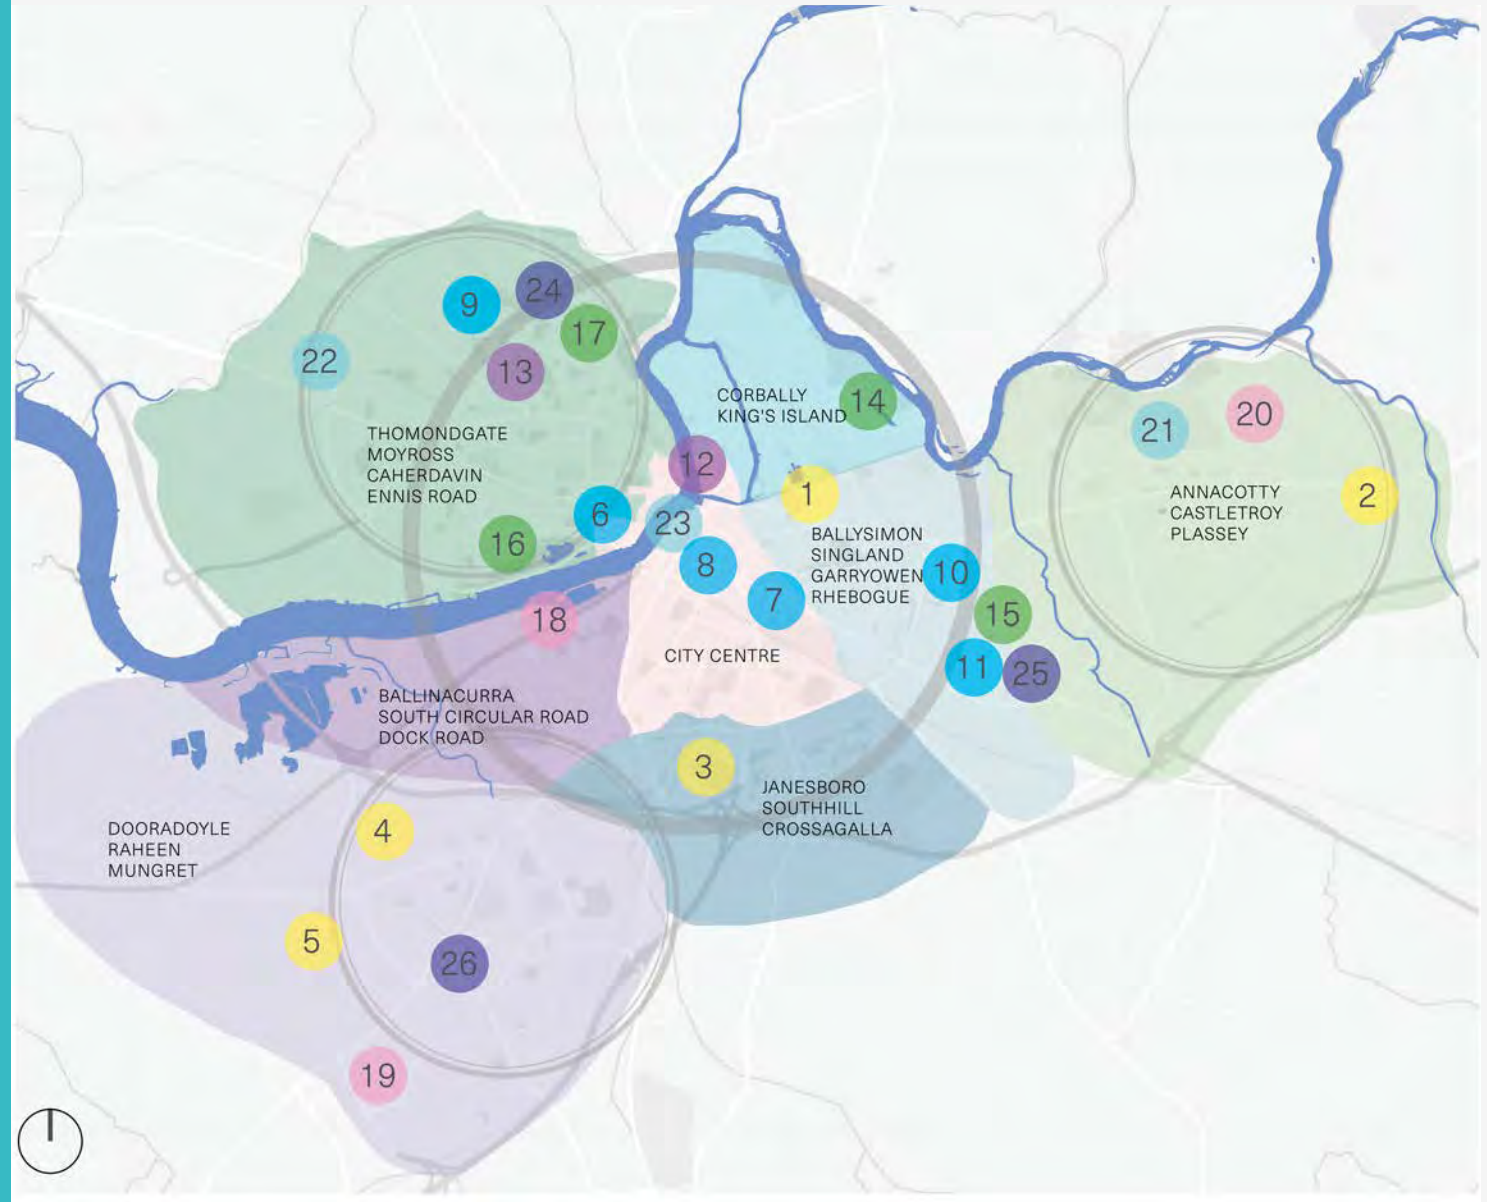 9
24
17
22
13
CORBALLY
KING'S ISLAND
14
21
20
THOMONDGATE
MOYROSS
CAHERDAVIN
ENNIS ROAD
12
1
2
ANNACOTTY
CASTLETROY
PLASSEY
6
23
16
8
7
BALLYSIMON
SINGLAND
GARRYOWEN
RHEBOGUE
10
15
18
11
25
CITY CENTRE
BALLINACURRA
SOUTH CIRCULAR ROAD
DOCK ROAD
3
JANESBORO
SOUTHHILL
CROSSAGALLA
4
DOORADOYLE
RAHEEN
MUNGRET
5
26
19